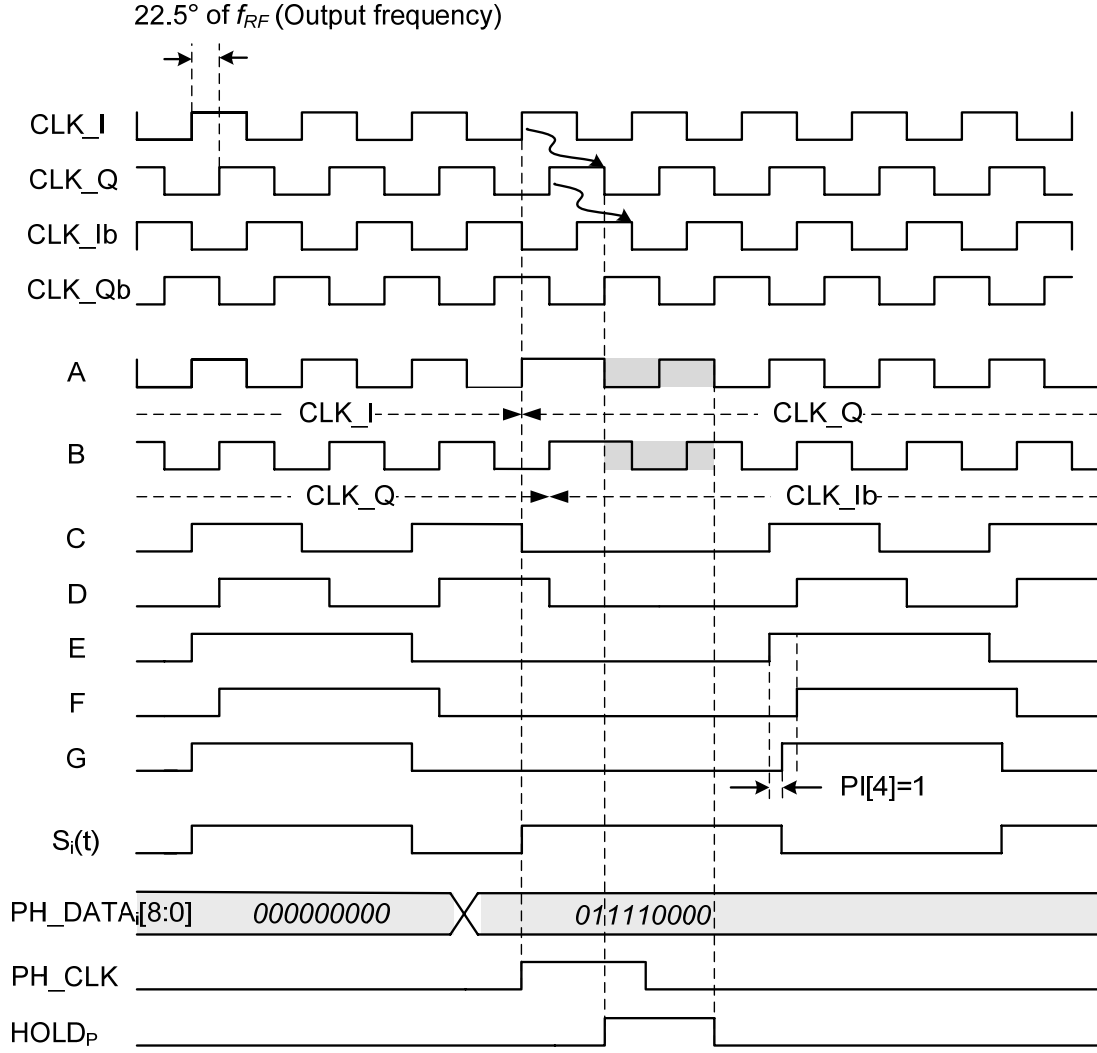 22.5° of fRF (Output frequency)
CLK_I
CLK_Q
CLK_Ib
CLK_Qb
A
CLK_I CLK_Q
B
CLK_Q CLK_Ib
C
D
E
F
G
PI[4]=1
Si(t)
PH_DATAi[8:0] 000000000 011110000
PH_CLK
HOLDP